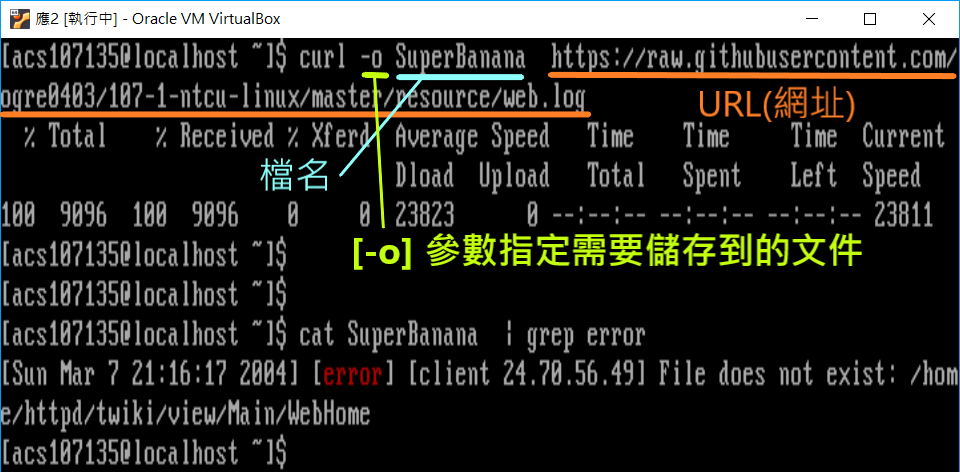 應2 [執行中] - Oracle VM VirtualBox
[acs107135@localhost ~]$ curl -o SuperBanana  https://raw.githubusercontent.com/
ogre0403/107-1-ntcu-linux/master/resource/web.log
URL(網址)
% Total    % Received % Xferd  Average Speed   Time    Time     Time  Current
檔名
Dload  Upload   Total   Spent    Left  Speed
100  9096  100  9096    0     0  23823      0 --:--:-- --:--:-- --:--:-- 23811
[-o] 參數指定需要儲存到的文件
[acs107135@localhost ~]$
[acs107135@localhost ~]$
[acs107135@localhost ~]$ cat SuperBanana  | grep error
[Sun Mar 7 21:16:17 2004] [error] [client 24.70.56.49] File does not exist: /hom
e/httpd/twiki/view/Main/WebHome
[acs107135@localhost ~]$